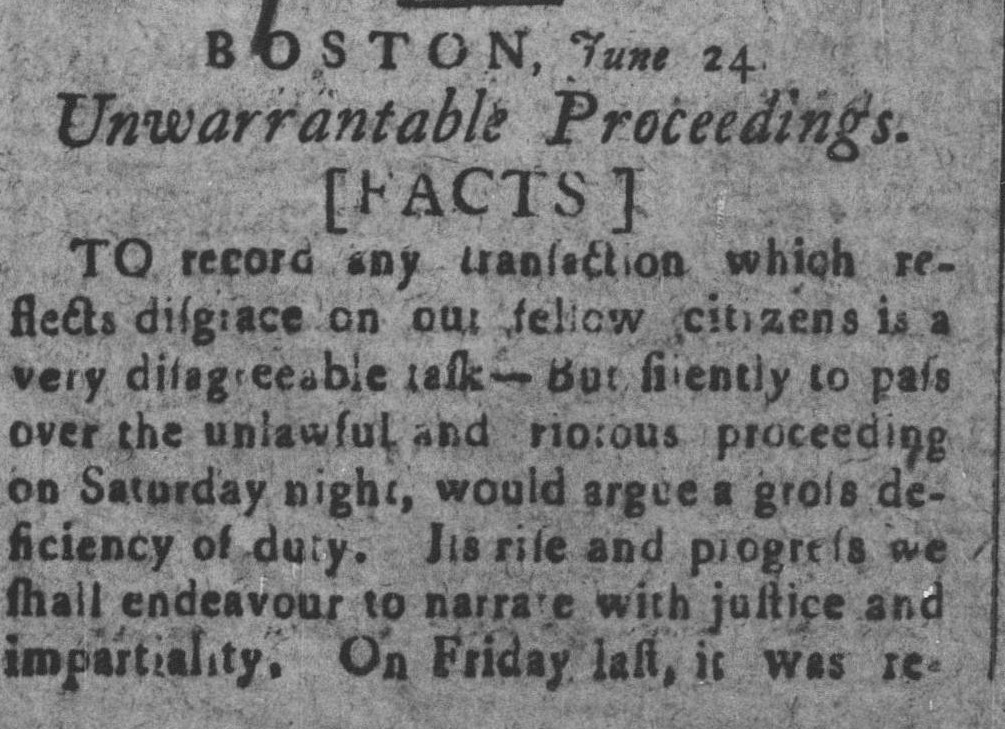 BOSTON, June 24.
Unwarrantable Proceedings.
[FACTS]
TO record any tranſaction which re-
flects diſgrace on our fellow citizens is a
very diſagreeable taſk— But ſilently to paſs
over the unlawful and riotous proceeding
on Saturday night, would argue a groſs de-
ficiency of duty. Its riſe and progreſs we
ſhall endeavour to narrate with juſtice and
impartiality. On Friday laſt, it was re-